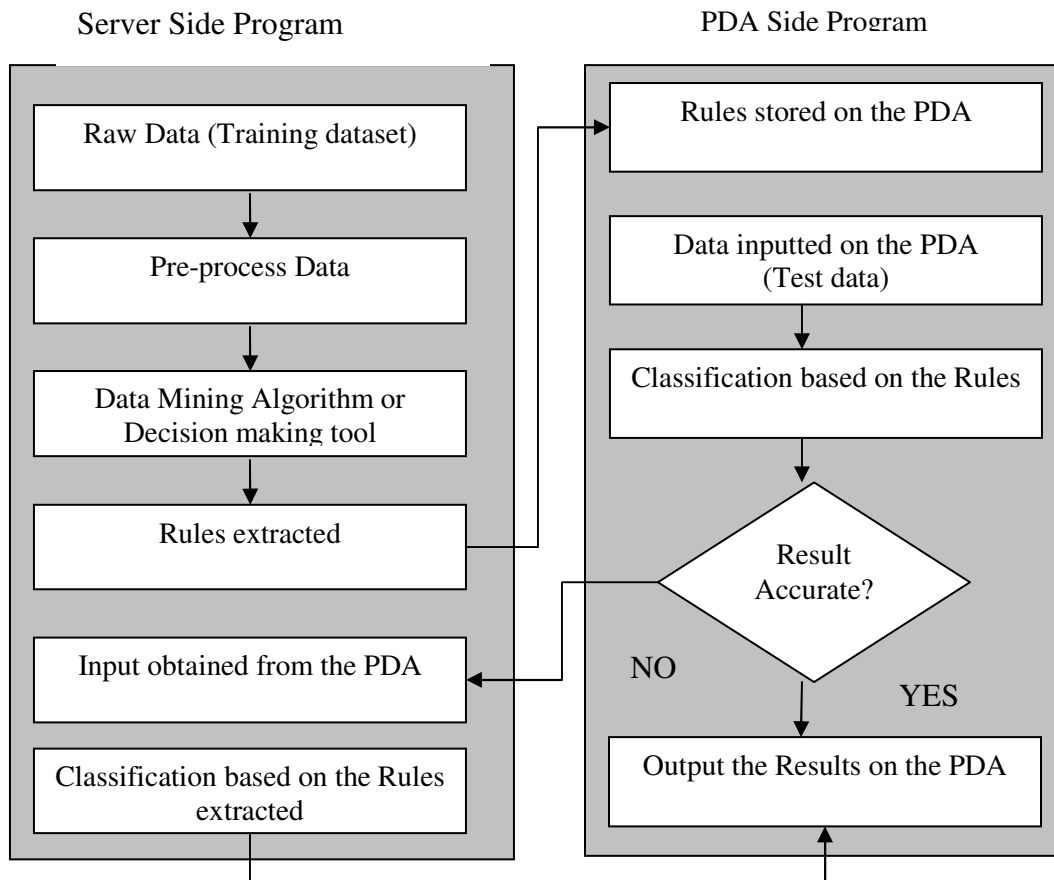 Server Side Program
PDA Side Program
Raw Data (Training dataset)
Pre-process Data
Data Mining Algorithm or
Decision making tool
Rules extracted
Input obtained from the PDA
Classification based on the Rules
extracted
Rules stored on the PDA
Data inputted on the PDA
(Test data)
Classification based on the Rules
Result
Accurate?
NO
YES
Output the Results on the PDA